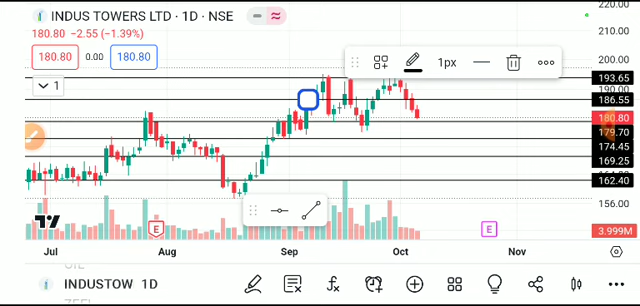 INDUS TOWERS LTD · 1D · NSE
180.80 −2.55 (−1.39%)
180.80 0.00 180.80
1
1px
220.00
210.00
200.00
193.65
190.00
186.55
180.80
179.70
174.45
169.25
162.40
156.00
3.999M
E
E
Jul Aug Sep Oct Nov
INDUSTOW 1D